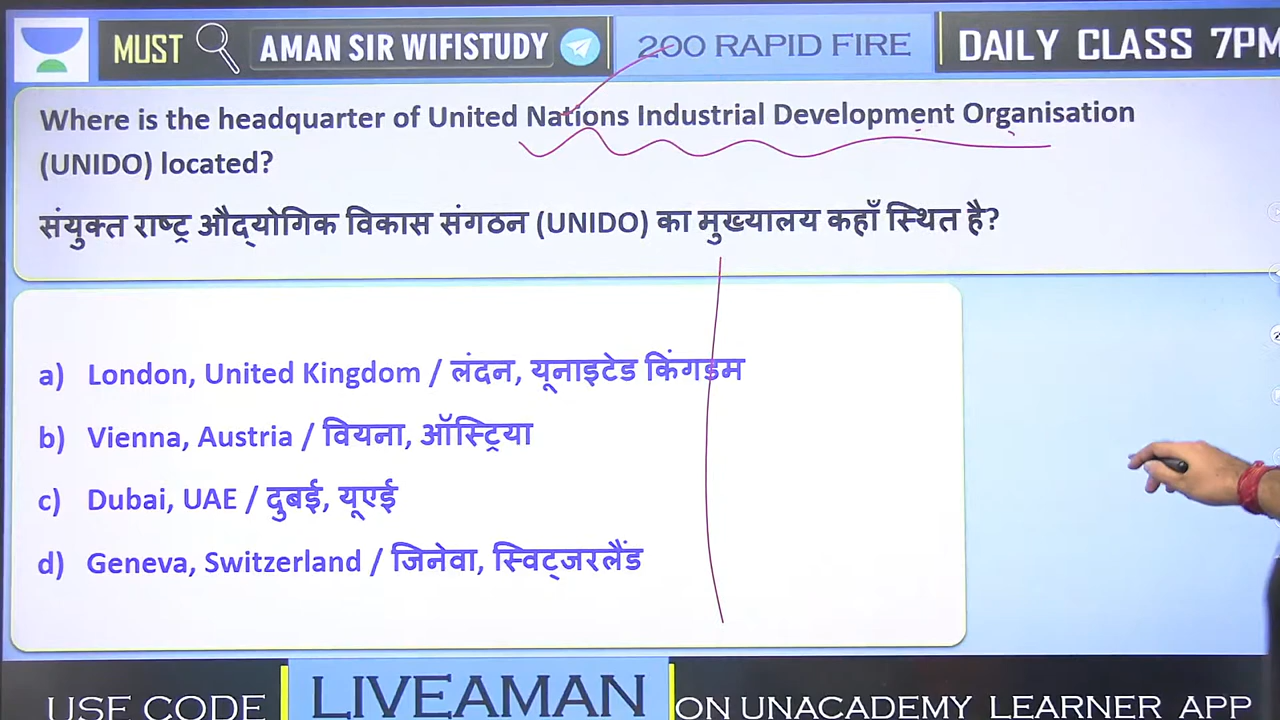 MUST AMAN SIR WIFISTUDY 200 RAPID FIRE DAILY CLASS 7PM
Where is the headquarter of United Nations Industrial Development Organisation
(UNIDO) located?
संयुक्त राष्ट्र औद्योगिक विकास संगठन (UNIDO) का मुख्यालय कहाँ स्थित है?
a) London, United Kingdom / लंदन, यूनाइटेड किंगडम
b) Vienna, Austria / वियना, ऑस्ट्रिया
c) Dubai, UAE / दुबई, यूएई
d) Geneva, Switzerland / जिनेवा, स्विट्जरलैंड
USE CODE LIVEAMAN ON UNACADEMY LEARNER APP